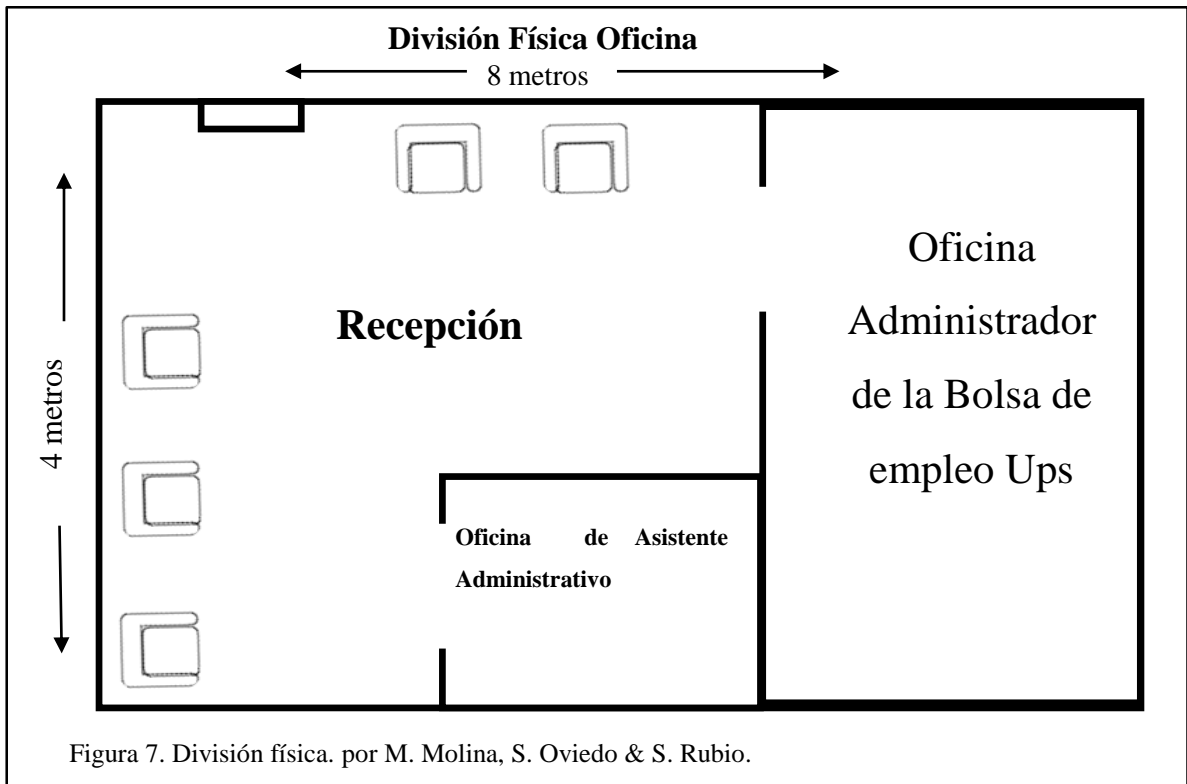 División Física Oficina
8 metros
4 metros
Recepción
Oficina
Administrador
de la Bolsa de
empleo Ups
Oficina de Asistente
Administrativo
Figura 7. División física. por M. Molina, S. Oviedo & S. Rubio.